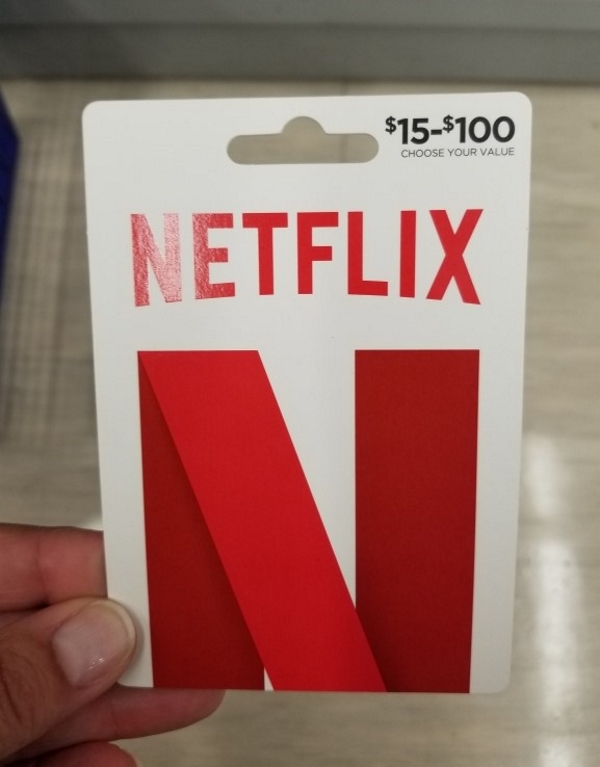 $15-$100
CHOOSE YOUR VALUE
NETFLIX
N